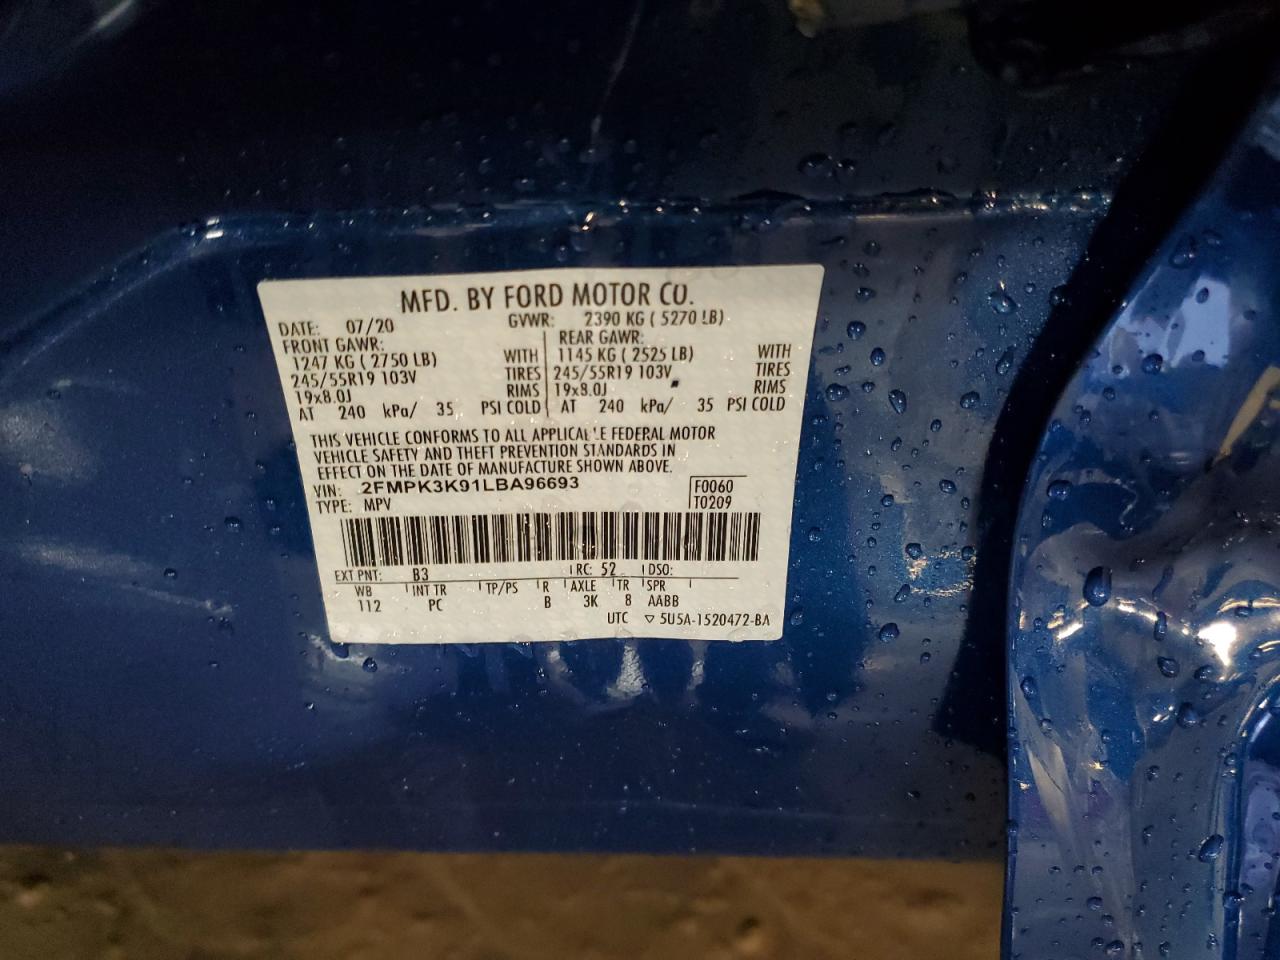 MFD. BY FORD MOTOR CO.
DATE: 07/20 GVWR: 2390 KG ( 5270 LB)
FRONT GAWR: REAR GAWR:
1247 KG ( 2750 LB) WITH 1145 KG ( 2525 LB) WITH
245/55R19 103V TIRES 245/55R19 103V TIRES
19x8.0J RIMS 19x8.0J RIMS
AT 240 kPa/ 35 PSI COLD AT 240 kPa/ 35 PSI COLD
THIS VEHICLE CONFORMS TO ALL APPLICABLE FEDERAL MOTOR
VEHICLE SAFETY AND THEFT PREVENTION STANDARDS IN
EFFECT ON THE DATE OF MANUFACTURE SHOWN ABOVE.
VIN: 2FMPK3K91LBA96693 F0060
TYPE: MPV T0209
EXT PNT: B3 RC: 52 DSO:
WB INT TR TP/PS R AXLE TR SPR
112 PC B 3K 8 AABB
UTC ▽ 5U5A-1520472-BA